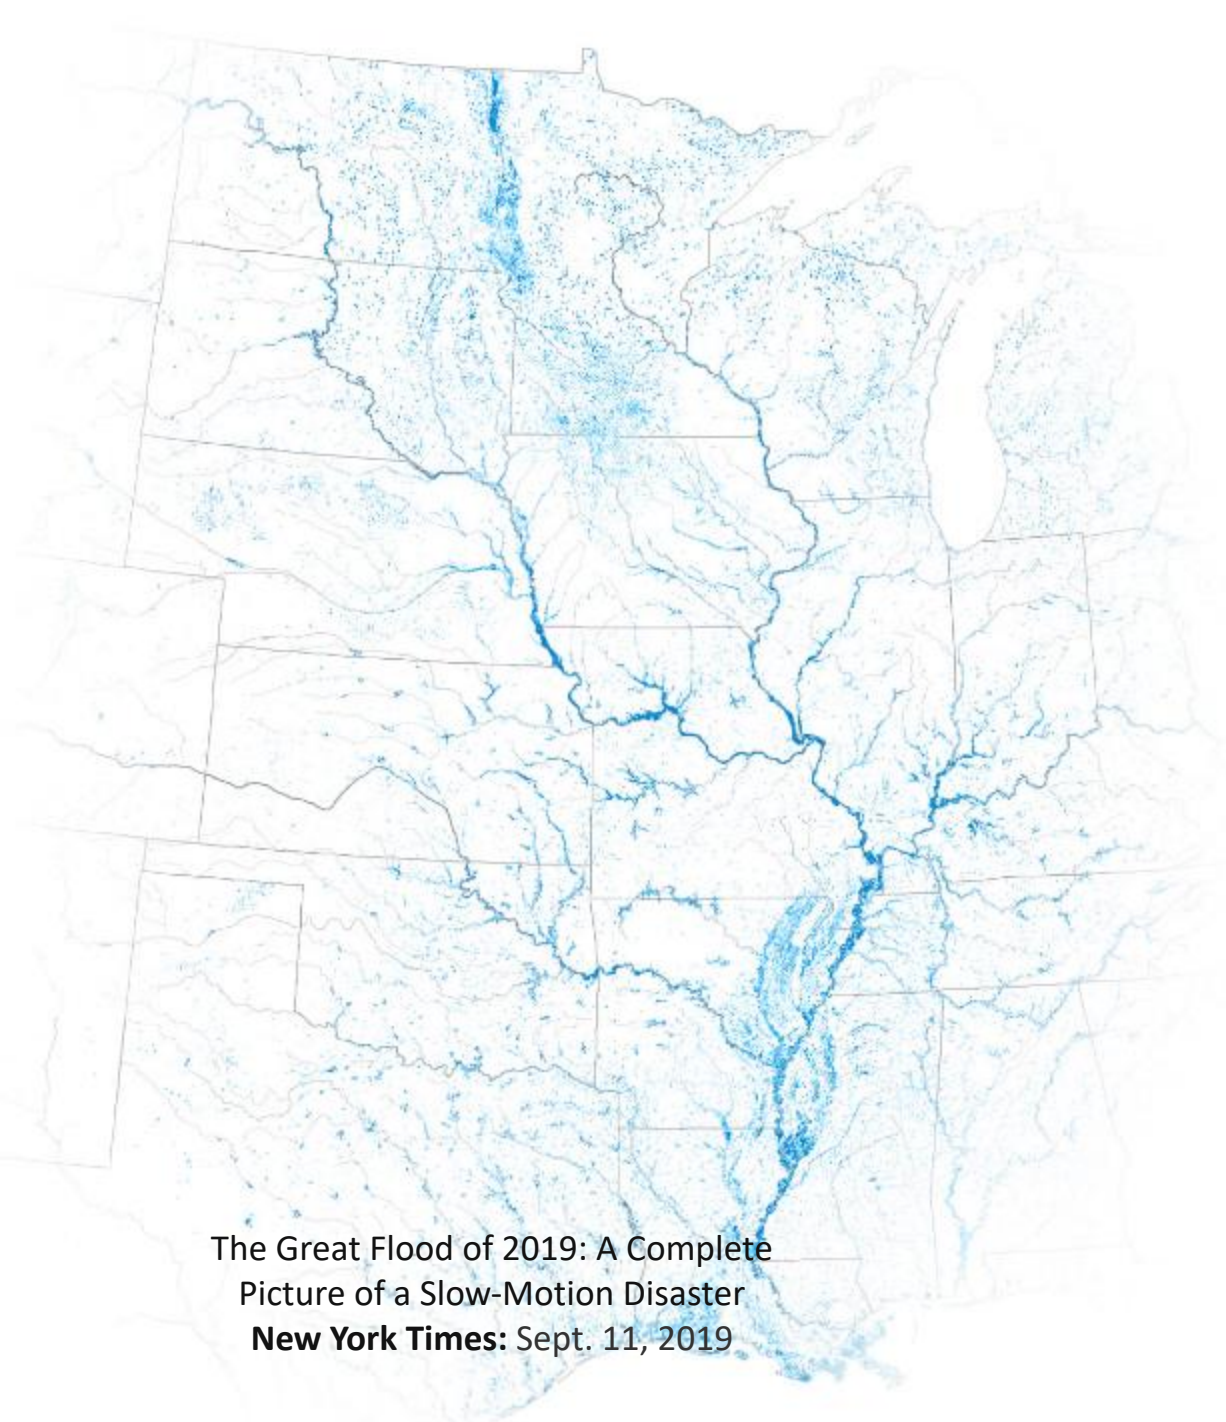 The Great Flood of 2019: A Complete
Picture of a Slow-Motion Disaster
New York Times: Sept. 11, 2019